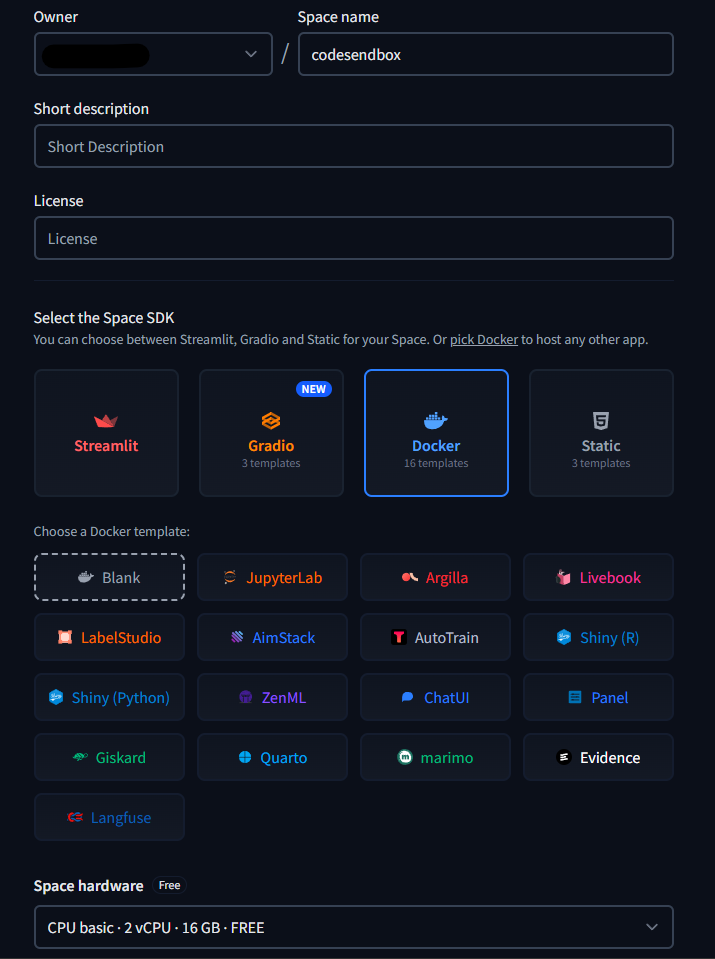 Owner
Space name
/
codesendbox
Short description
Short Description
License
License
Select the Space SDK
You can choose between Streamlit, Gradio and Static for your Space. Or pick Docker to host any other app.
NEW
Streamlit
Gradio
3 templates
Docker
16 templates
Static
3 templates
Choose a Docker template:
Blank
JupyterLab
Argilla
Livebook
LabelStudio
AimStack
AutoTrain
Shiny (R)
Shiny (Python)
ZenML
ChatUI
Panel
Giskard
Quarto
marimo
Evidence
Langfuse
Space hardware Free
CPU basic · 2 vCPU · 16 GB · FREE